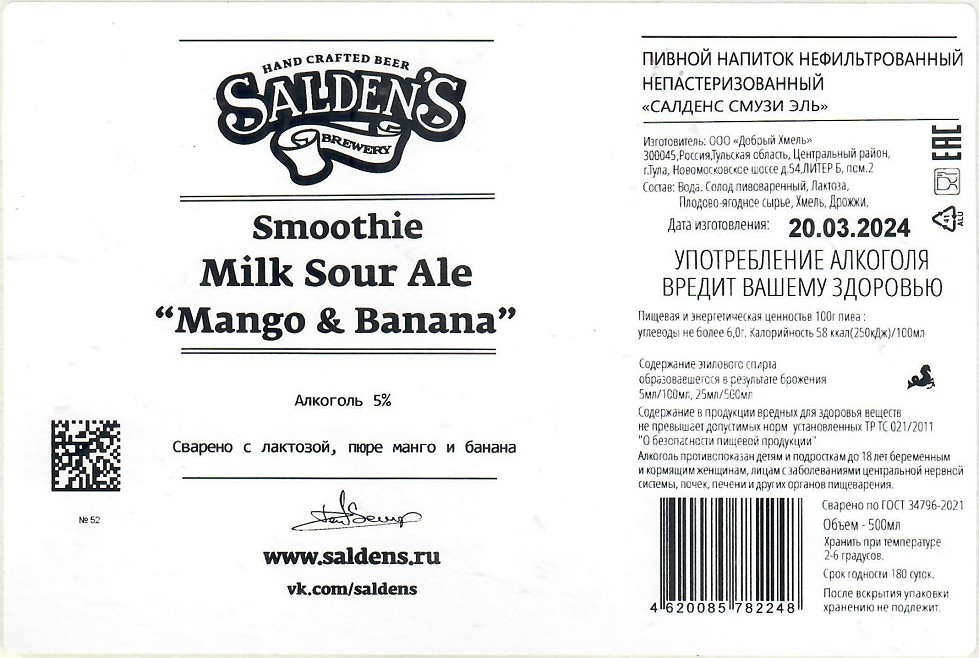 HAND CRAFTED BEER
SALDEN'S
BREWERY
Smoothie
Milk Sour Ale
“Mango & Banana”
Алкоголь 5%
Сварено с лактозой, пюре манго и банана
№ 52
www.saldens.ru
vk.com/saldens
ПИВНОЙ НАПИТОК НЕФИЛЬТРОВАННЫЙ
НЕПАСТЕРИЗОВАННЫЙ
«САЛДЕНС СМУЗИ ЭЛЬ»
Изготовитель: ООО «Добрый Хмель»
300045,Россия,Тульская область, Центральный район,
г.Тула, Новомосковское шоссе д.54,ЛИТЕР Б, пом.2
Состав: Вода, Солод пивоваренный, Лактоза,
Плодово-ягодное сырье, Хмель, Дрожжи,
Дата изготовления: 20.03.2024
EAC
41
ALU
УПОТРЕБЛЕНИЕ АЛКОГОЛЯ
ВРЕДИТ ВАШЕМУ ЗДОРОВЬЮ
Пищевая и энергетическая ценностьв 100г пива :
углеводы не более 6,0г. Калорийность 58 ккал(250кДж)/100мл
Содержание этилового спирта
образовавшегося в результате брожения
5мл/100мл, 25мл/500мл
Содержание в продукции вредных для здоровья веществ
не превышает допустимых норм установленных ТР ТС 021/2011
"О безопасности пищевой продукции"
Алкоголь противопоказан детям и подросткам до 18 лет беременным
и кормящим женщинам, лицам с заболеваниями центральной нервной
системы, почек, печени и других органов пищеварения.
Сварено по ГОСТ 34796-2021
Объем - 500мл
Хранить при температуре
2-6 градусов.
Срок годности 180 суток.
После вскрытия упаковки
хранению не подлежит.
4 620085 782248